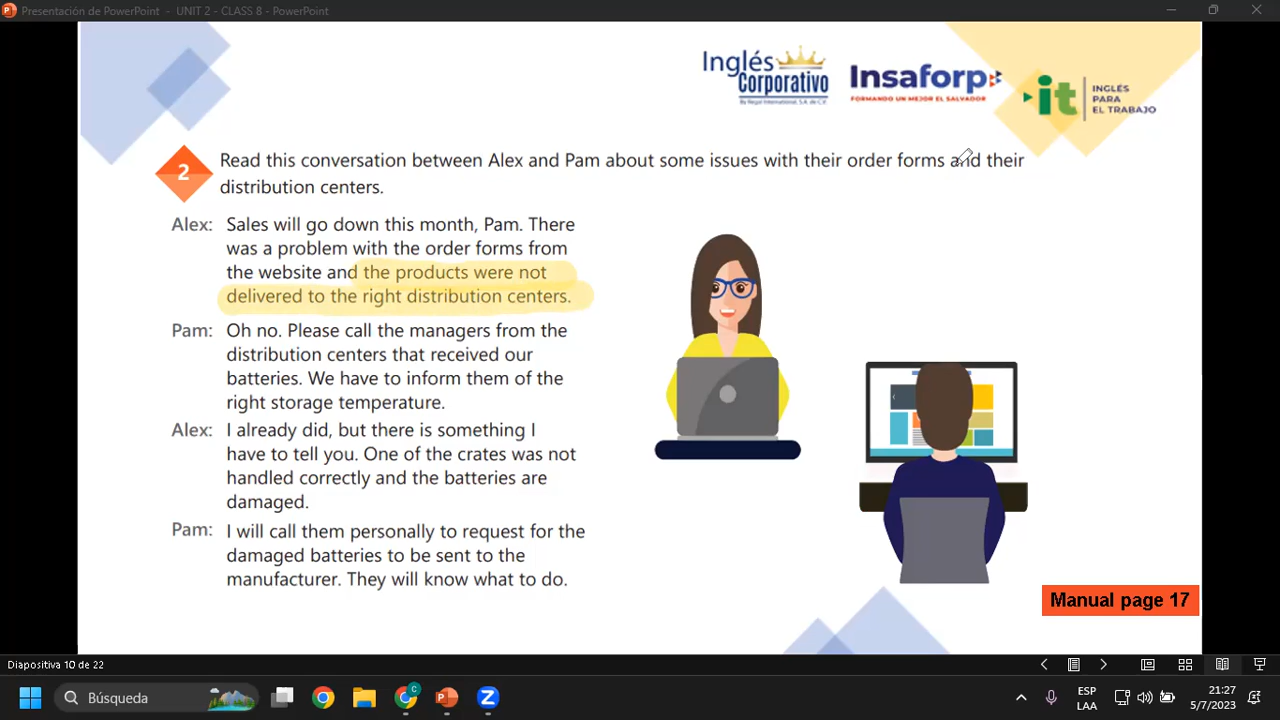 Presentación de PowerPoint - UNIT 2 - CLASS 8 - PowerPoint
Inglés
Corporativo
By Regal International, S.A. de C.V.
Insaforp
FORMANDO UN MEJOR EL SALVADOR
it
INGLÉS
PARA
EL TRABAJO
2
Read this conversation between Alex and Pam about some issues with their order forms and their
distribution centers.
Alex: Sales will go down this month, Pam. There
was a problem with the order forms from
the website and the products were not
delivered to the right distribution centers.
Pam: Oh no. Please call the managers from the
distribution centers that received our
batteries. We have to inform them of the
right storage temperature.
Alex: I already did, but there is something I
have to tell you. One of the crates was not
handled correctly and the batteries are
damaged.
Pam: I will call them personally to request for the
damaged batteries to be sent to the
manufacturer. They will know what to do.
Manual page 17
Diapositiva 10 de 22
Búsqueda
C
ESP
LAA
21:27
5/7/2023